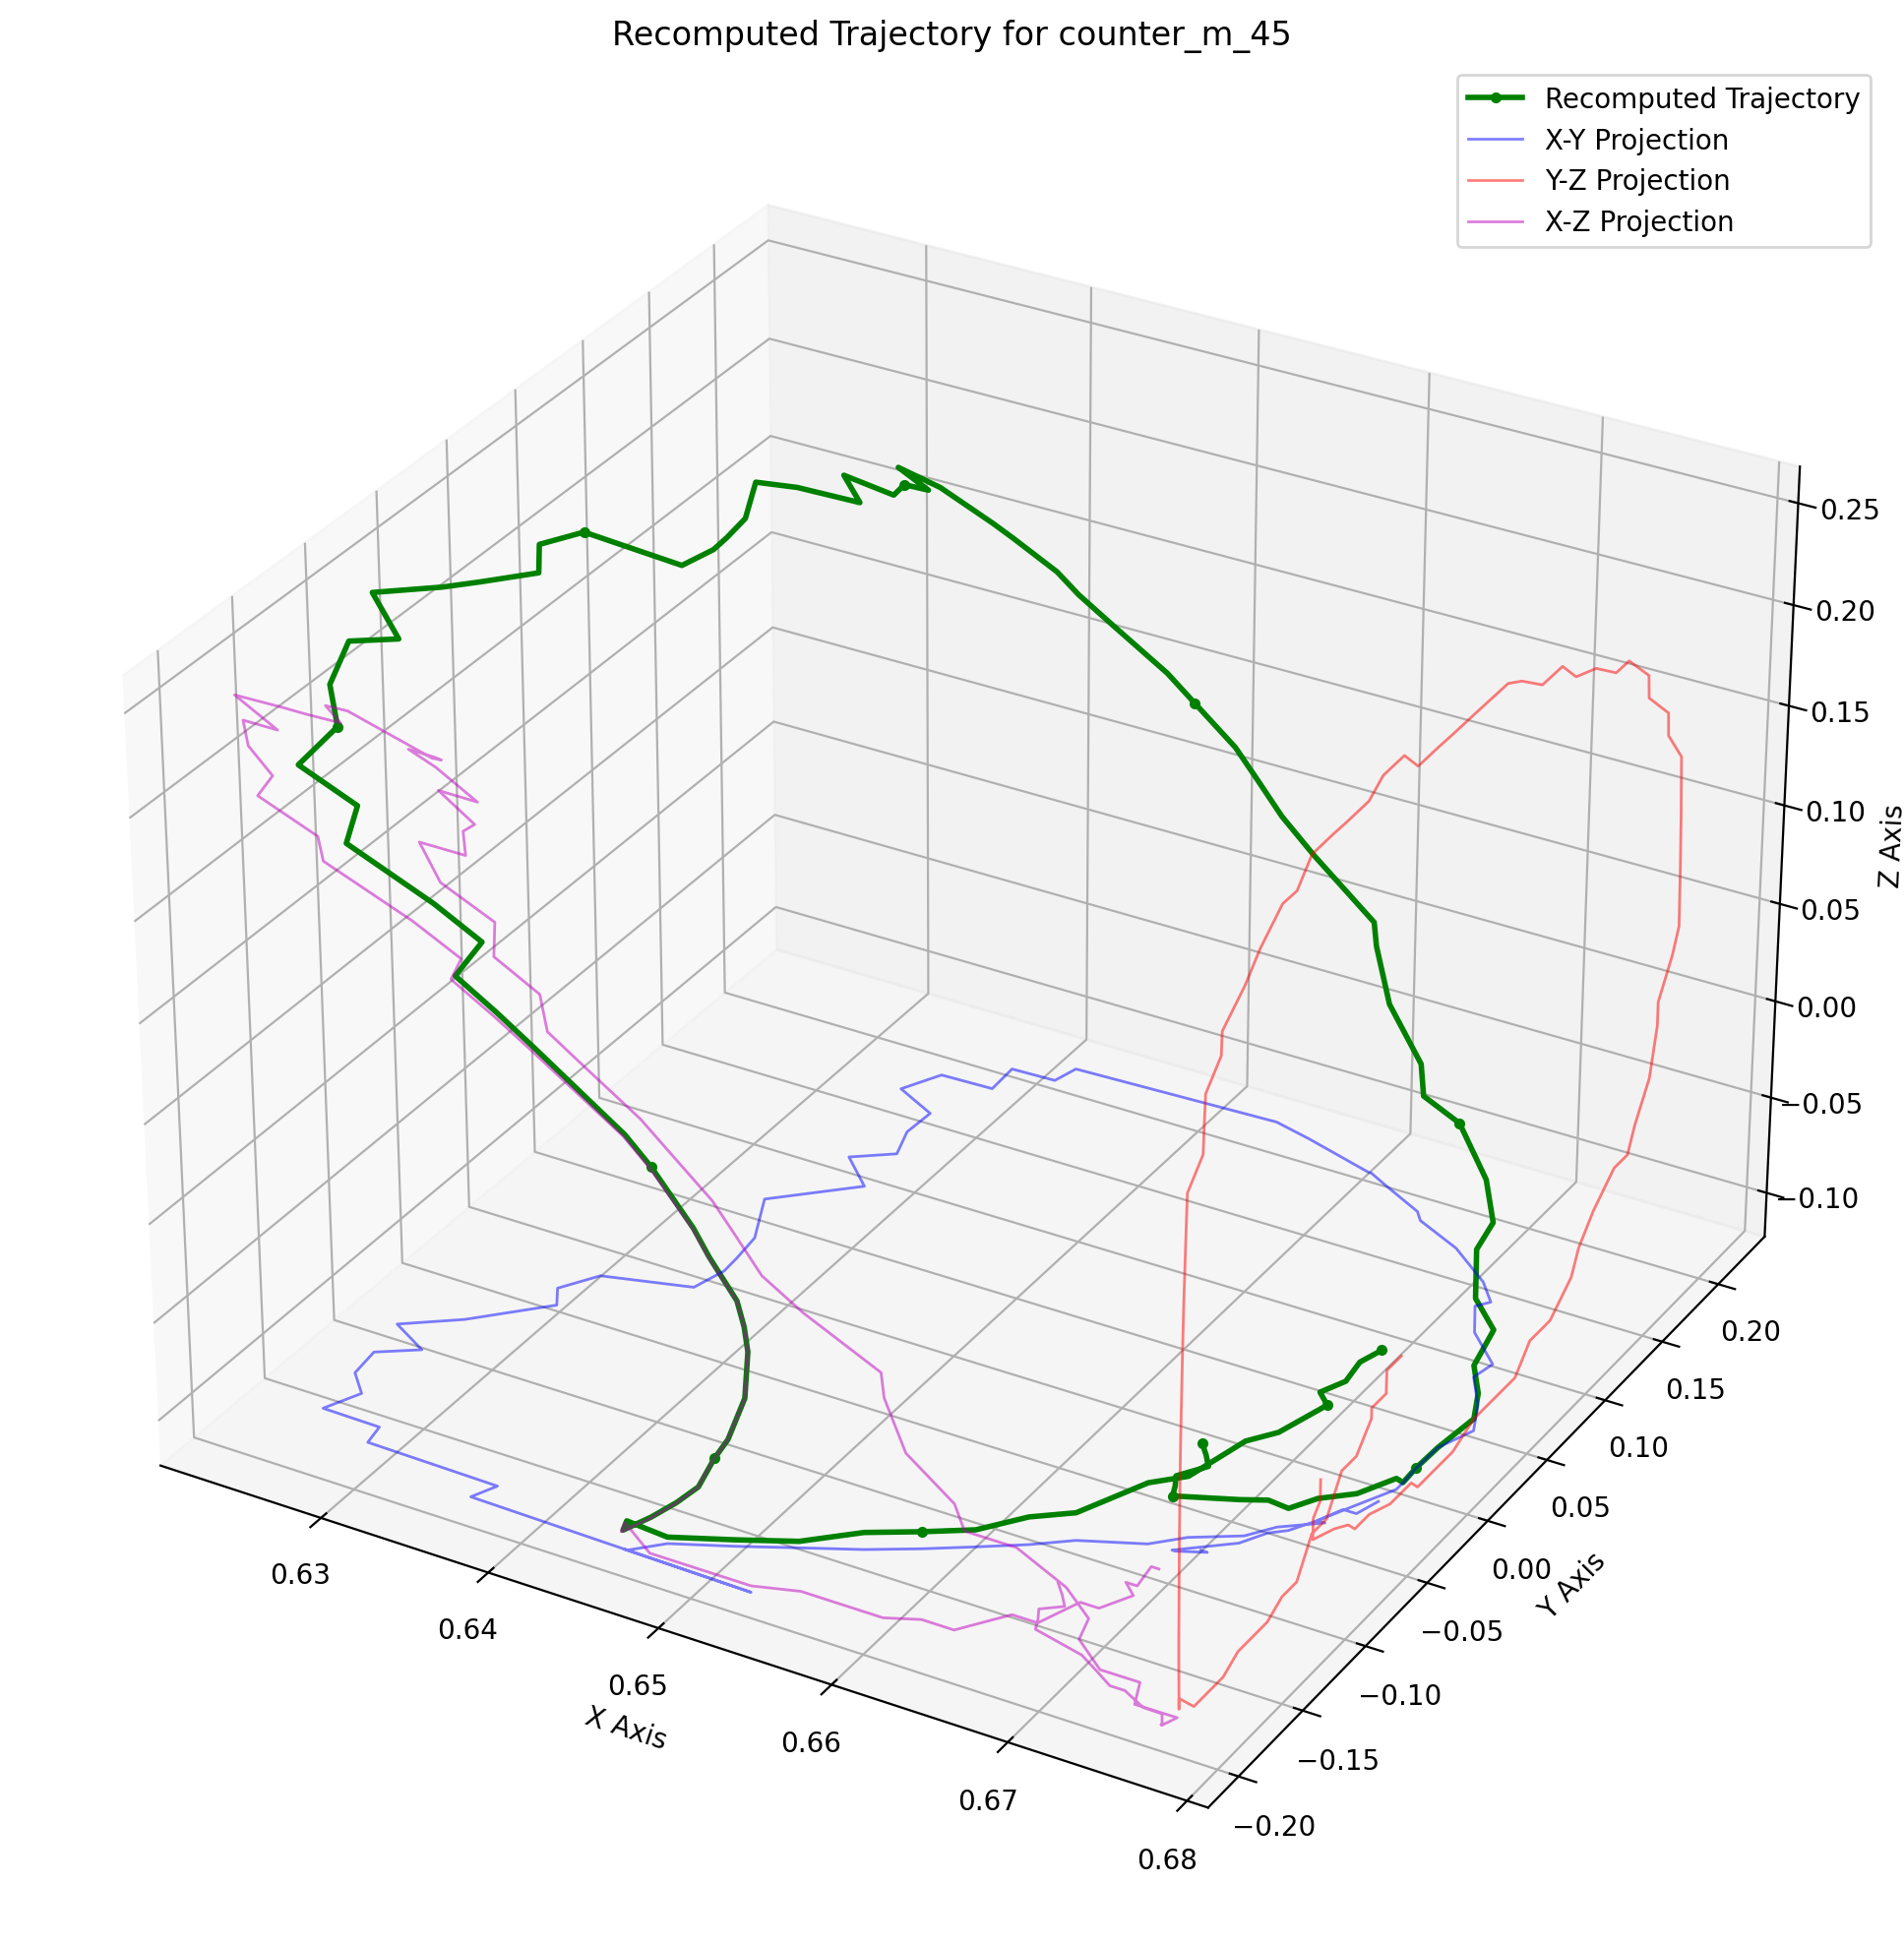 Recomputed Trajectory for counter_m_45
Recomputed Trajectory
X-Y Projection
Y-Z Projection
X-Z Projection
0.25
0.20
0.15
0.10
0.05
0.00
−0.05
−0.10
Z Axis
0.20
0.15
0.10
0.05
0.00
−0.05
−0.10
−0.15
−0.20
Y Axis
0.63
0.64
0.65
0.66
0.67
0.68
X Axis